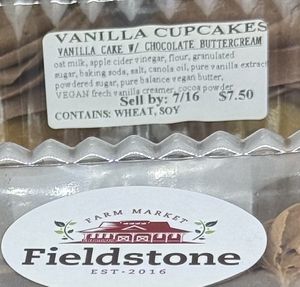 VANILLA CUPCAKES
VANILLA CAKE W/ CHOCOLATE BUTTERCREAM
oat milk, apple cider vinegar, flour, granulated
sugar, baking soda, salt, canola oil, pure vanilla extract
powdered sugar, pure balance vegan butter,
VEGAN frech vanilla creamer, cocoa powder
Sell by: 7/16 $7.50
CONTAINS: WHEAT, SOY
FARM MARKET
Fieldstone
EST-2016